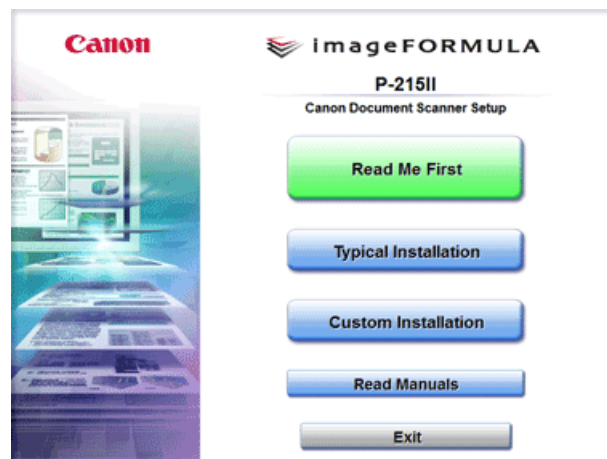 Canon
imageFORMULA
P-215II
Canon Document Scanner Setup
Read Me First
Typical Installation
Custom Installation
Read Manuals
Exit